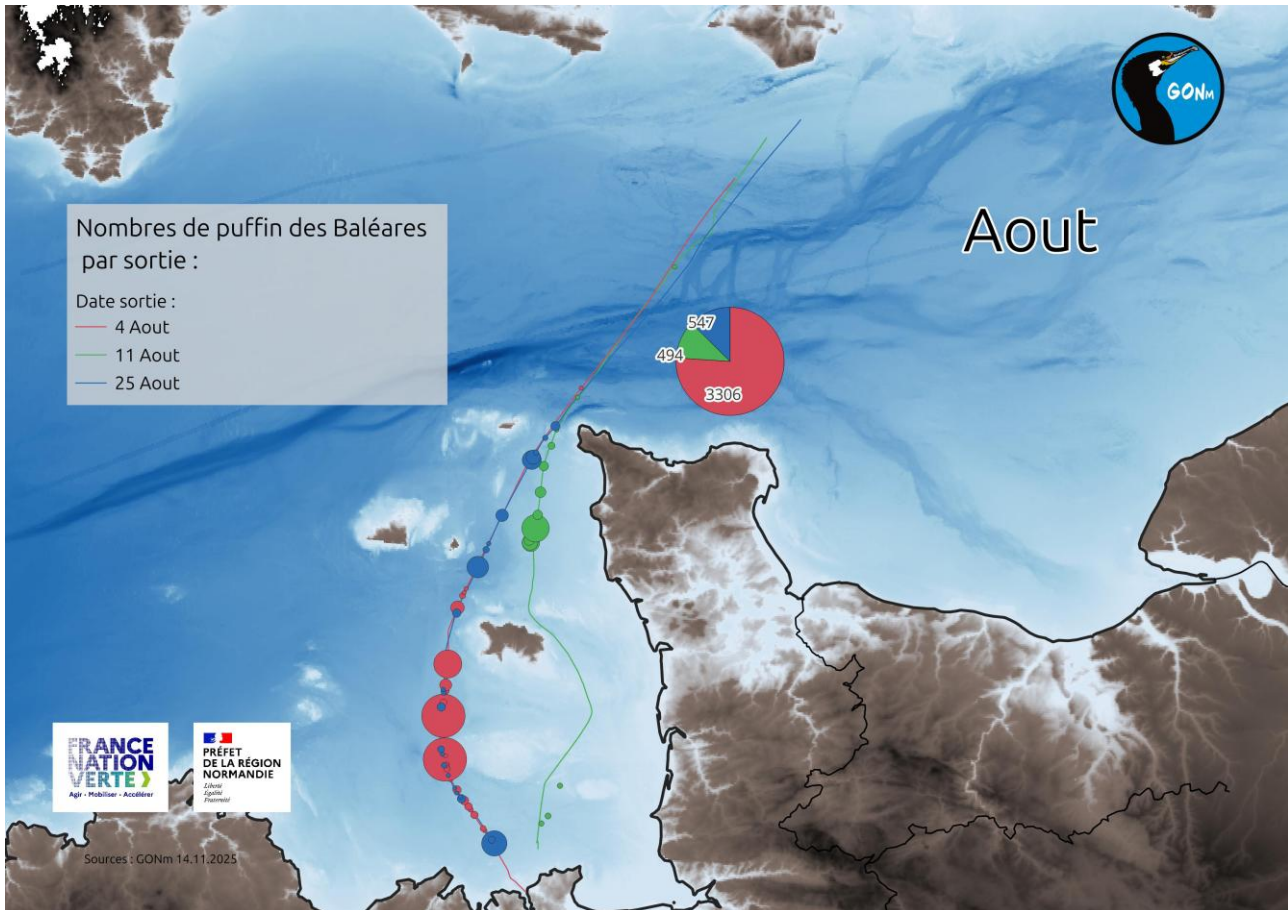 GONm
Aout
Nombres de puffin des Baléares
par sortie :
Date sortie :
4 Aout
11 Aout
25 Aout
547
494
3306
FRANCE
NATION
VERTE
Agir • Mobiliser • Accélérer
PRÉFET
DE LA RÉGION
NORMANDIE
Liberté
Égalité
Fraternité
Sources : GONm 14.11.2025